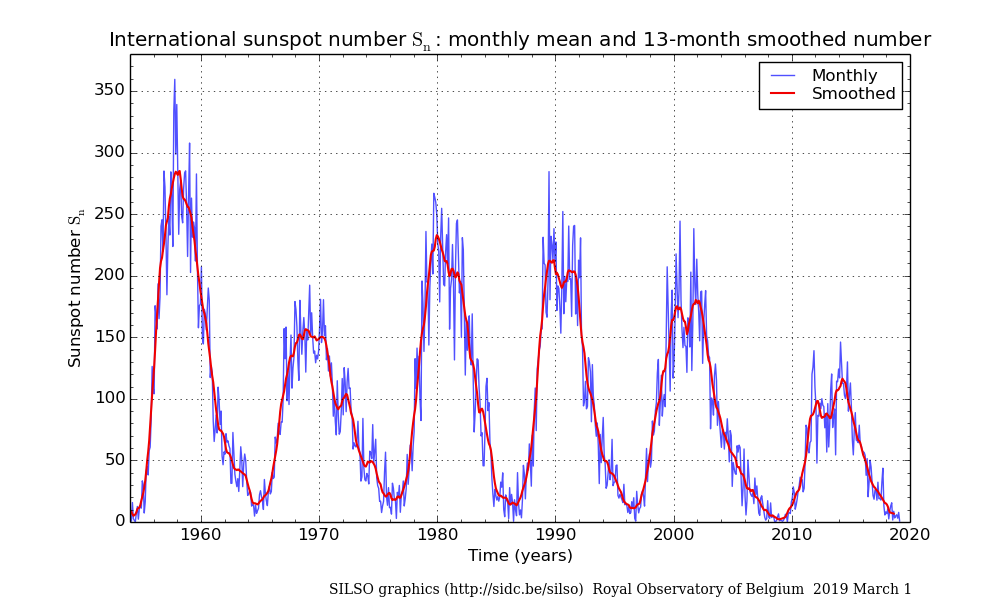 International sunspot number Sn : monthly mean and 13-month smoothed number
Monthly
Smoothed
350
300
250
200
150
100
50
0
Sunspot number Sn
1960 1970 1980 1990 2000 2010 2020
Time (years)
SILSO graphics (http://sidc.be/silso) Royal Observatory of Belgium 2019 March 1